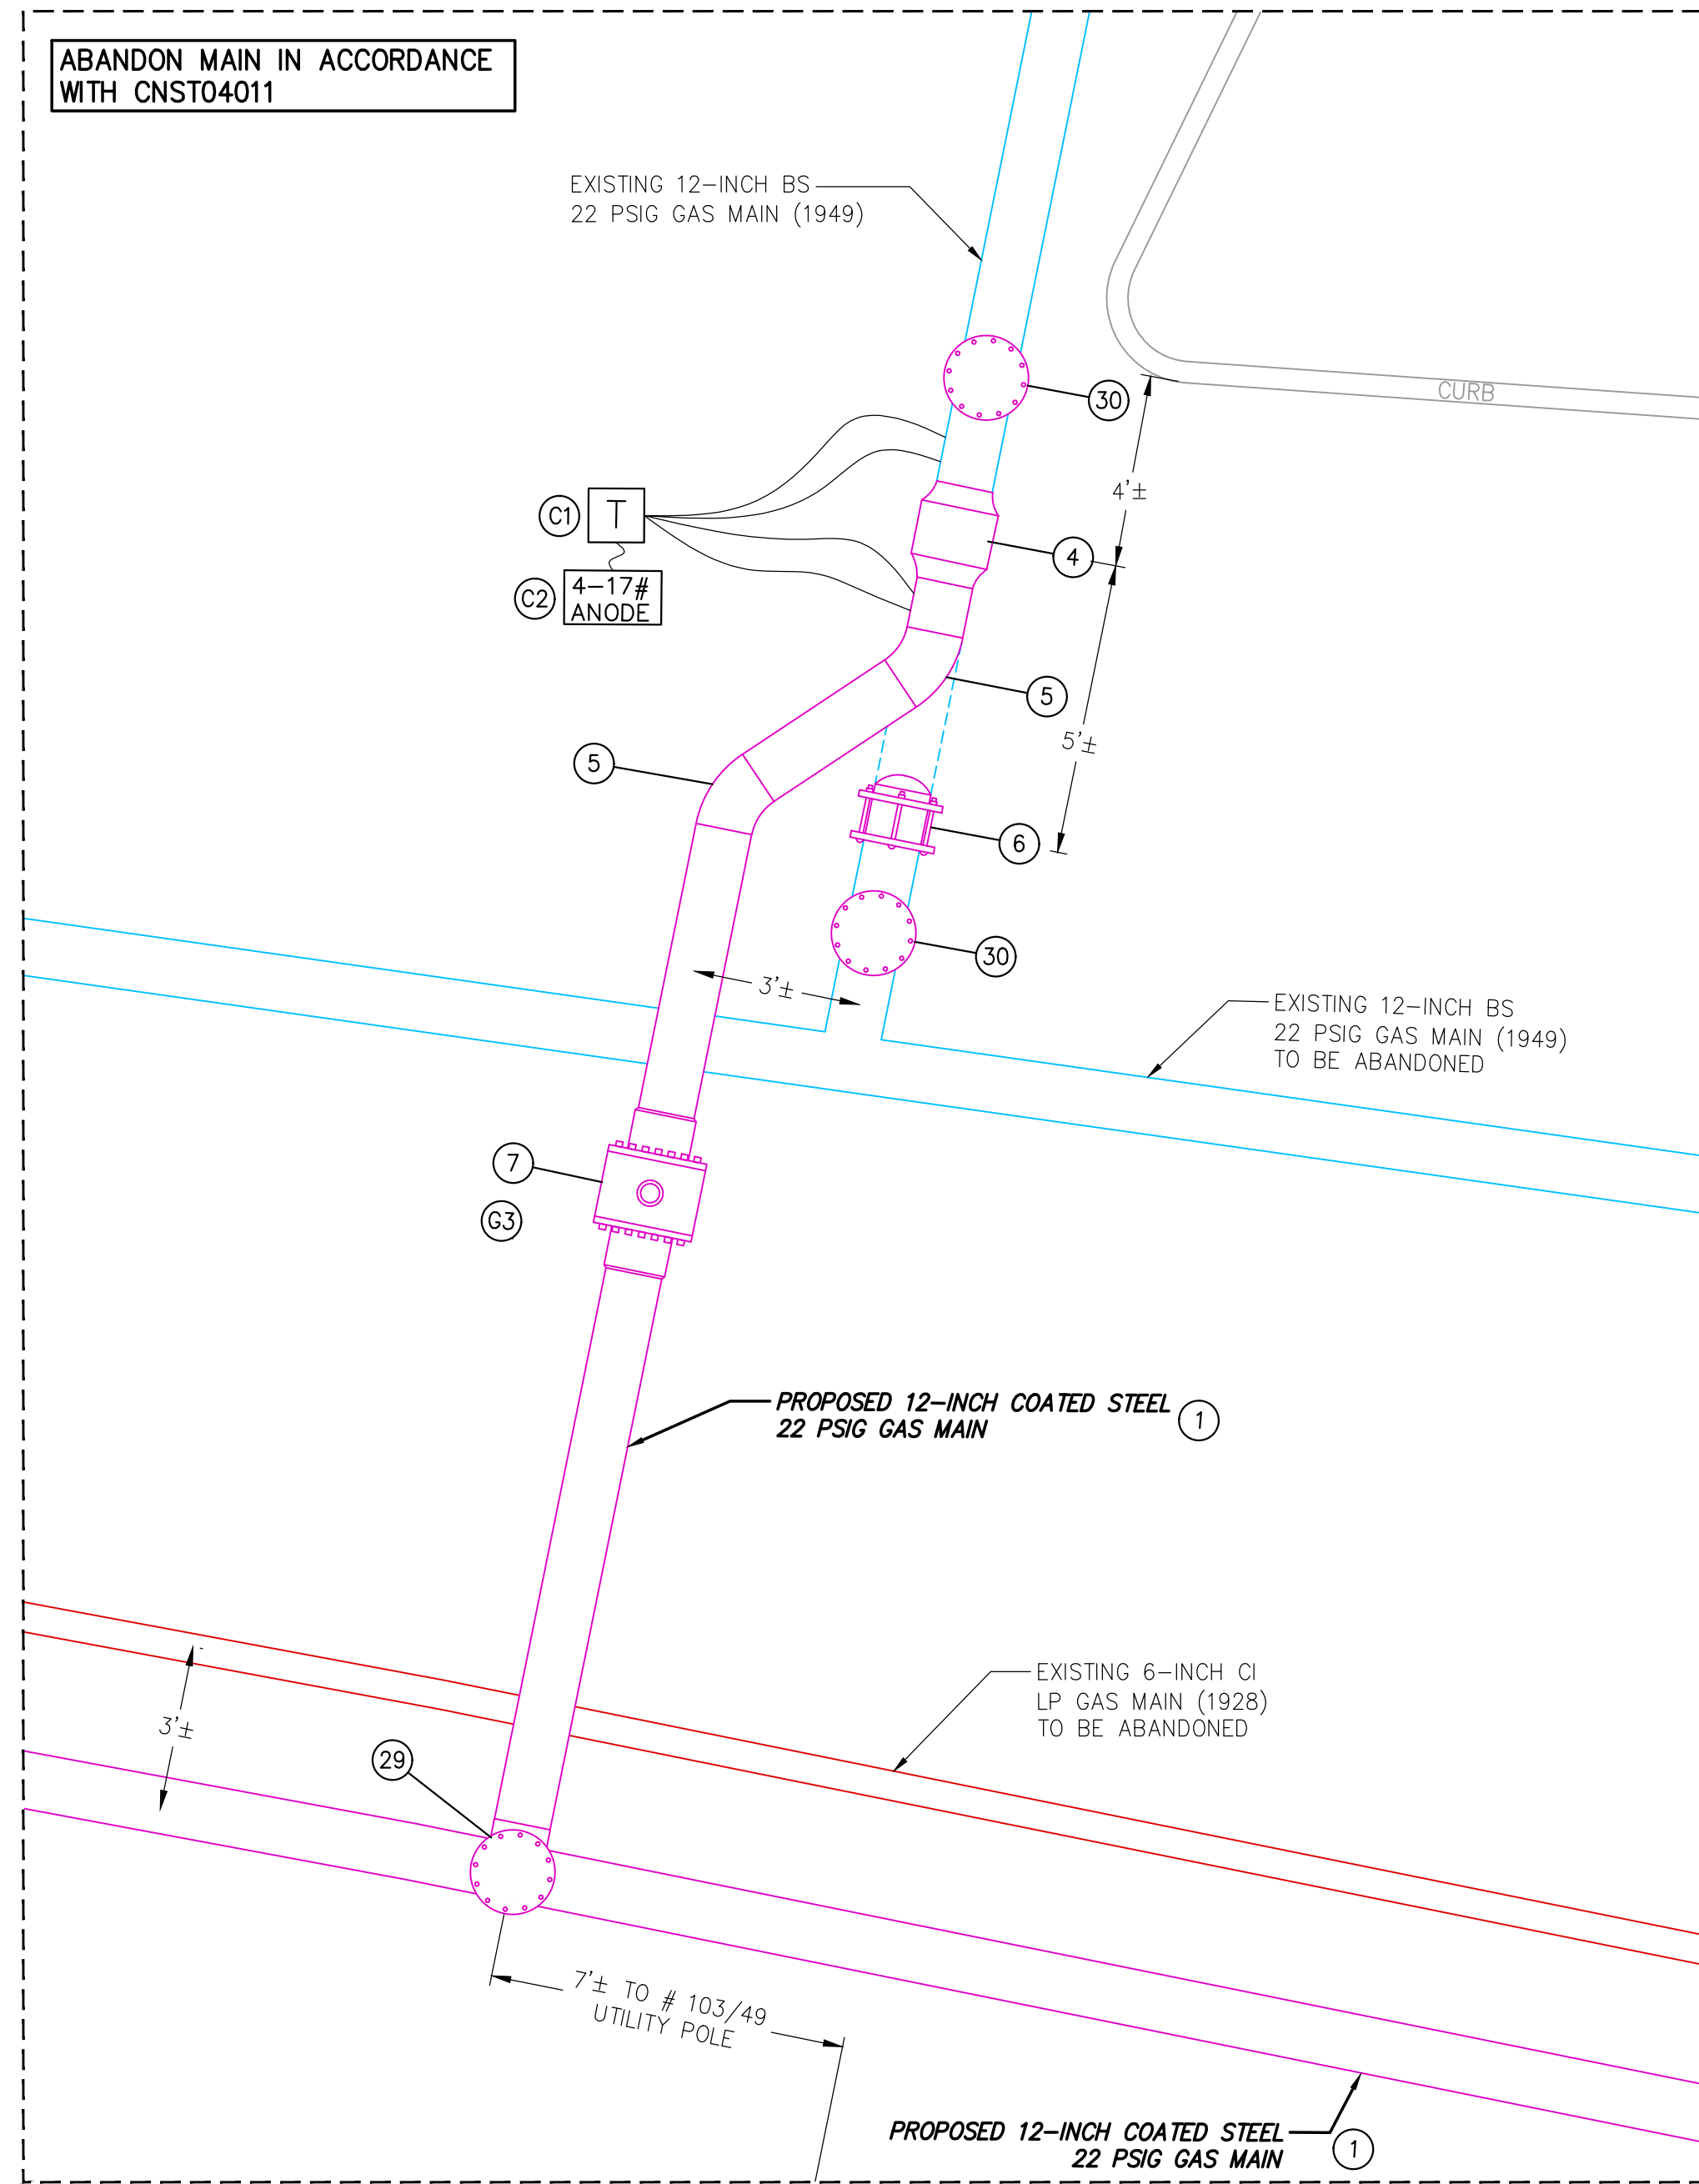 ABANDON MAIN IN ACCORDANCE
WITH CNST04011
EXISTING 12-INCH BS
22 PSIG GAS MAIN (1949)
CURB
30
4'±
C1
T
4
C2
4-17#
ANODE
5
5'±
5
6
30
3'±
EXISTING 12-INCH BS
22 PSIG GAS MAIN (1949)
TO BE ABANDONED
7
G3
PROPOSED 12-INCH COATED STEEL
22 PSIG GAS MAIN
1
EXISTING 6-INCH CI
LP GAS MAIN (1928)
TO BE ABANDONED
3'±
29
7'± TO # 103/49
UTILITY POLE
PROPOSED 12-INCH COATED STEEL
22 PSIG GAS MAIN
1